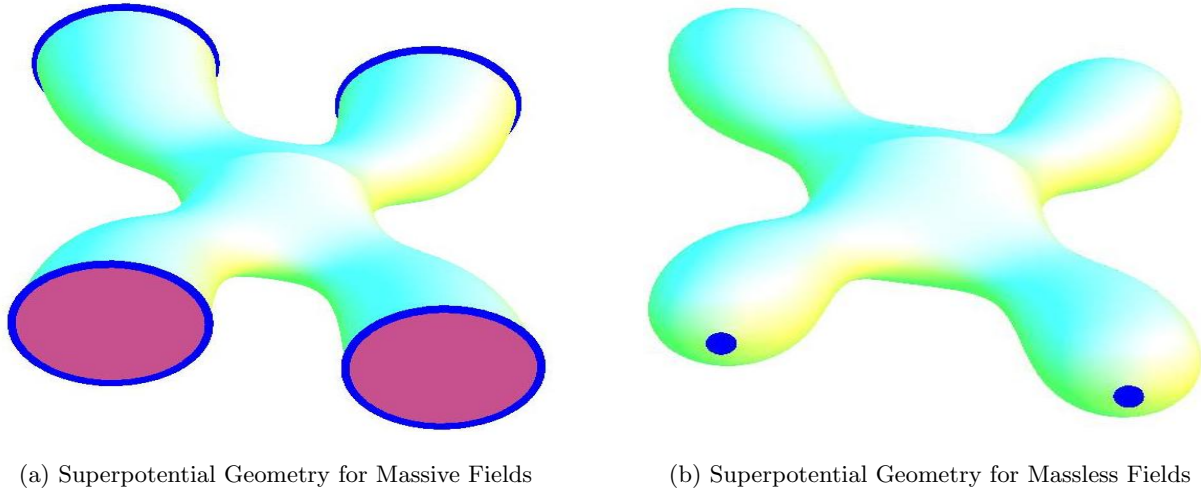 (a) Superpotential Geometry for Massive Fields
(b) Superpotential Geometry for Massless Fields